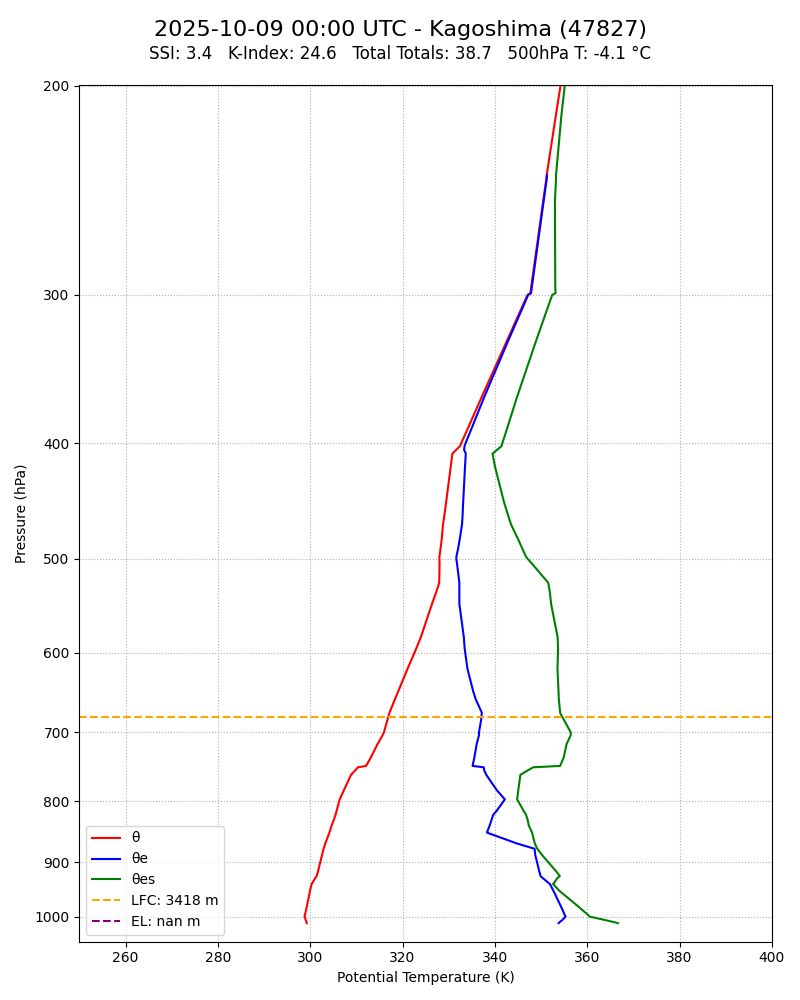 2025-10-09 00:00 UTC - Kagoshima (47827)
SSI: 3.4 K-Index: 24.6 Total Totals: 38.7 500hPa T: -4.1 °C
200
300
400
500
600
700
800
900
1000
Pressure (hPa)
θ
θe
θes
LFC: 3418 m
EL: nan m
260 280 300 320 340 360 380 400
Potential Temperature (K)